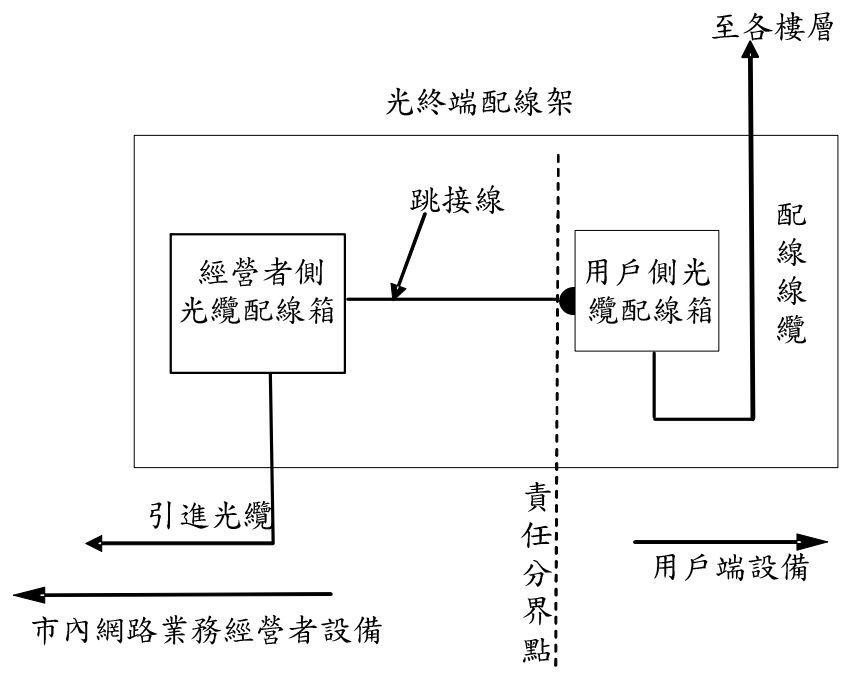 至各樓層
光終端配線架
跳接線
配線線纜
經營者側
光纜配線箱
用戶側光
纜配線箱
引進光纜
責任分界點
用戶端設備
市內網路業務經營者設備